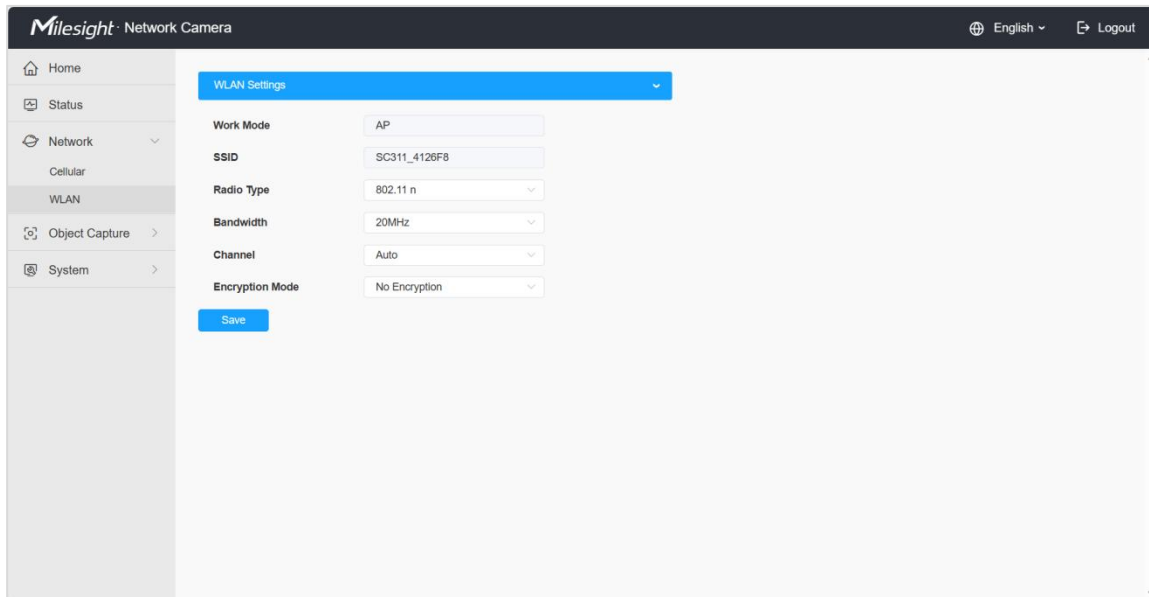 Milesight Network Camera English Logout
Home
Status
Network
Cellular
WLAN
Object Capture
System
WLAN Settings
Work Mode AP
SSID SC311_4126F8
Radio Type 802.11 n
Bandwidth 20MHz
Channel Auto
Encryption Mode No Encryption
Save